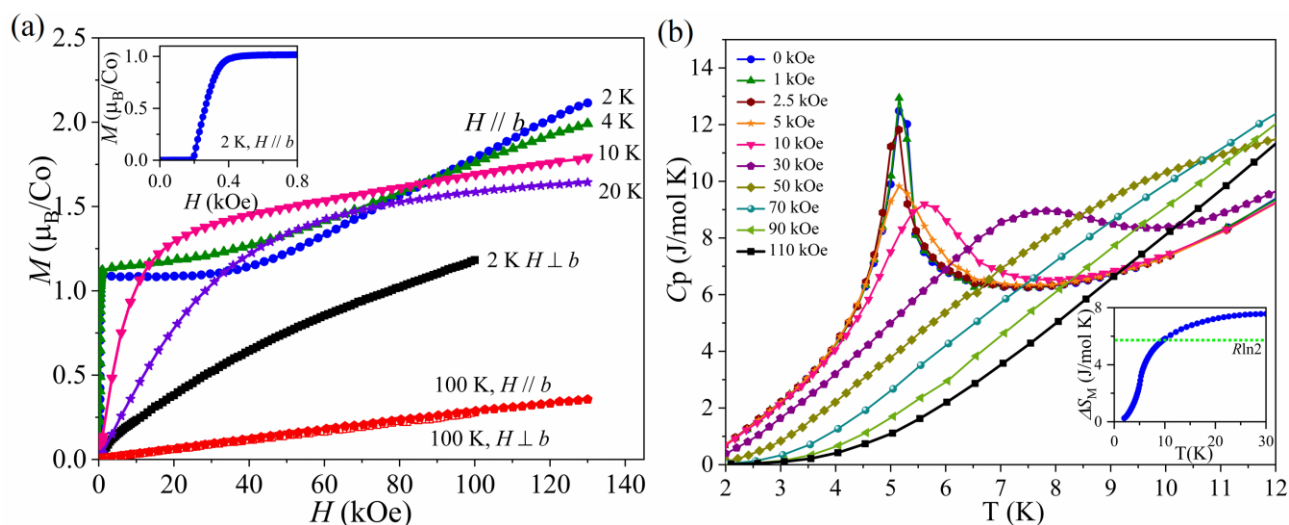 (a)
2.5
2.0
1.5
1.0
0.5
0.0
M (μB/Co)
0 20 40 60 80 100 120 140
H (kOe)
1.0
0.5
0.0
M (μB/Co)
2 K, H // b
0.0 0.4 0.8
H (kOe)
H // b
2 K
4 K
10 K
20 K
2 K H ⊥ b
100 K, H // b
100 K, H ⊥ b
(b)
14
12
10
8
6
4
2
0
Cp (J/mol K)
2 3 4 5 6 7 8 9 10 11 12
T (K)
0 kOe
1 kOe
2.5 kOe
5 kOe
10 kOe
30 kOe
50 kOe
70 kOe
90 kOe
110 kOe
8
4
0
ΔSM (J/mol K)
Rln2
0 10 20 30
T(K)